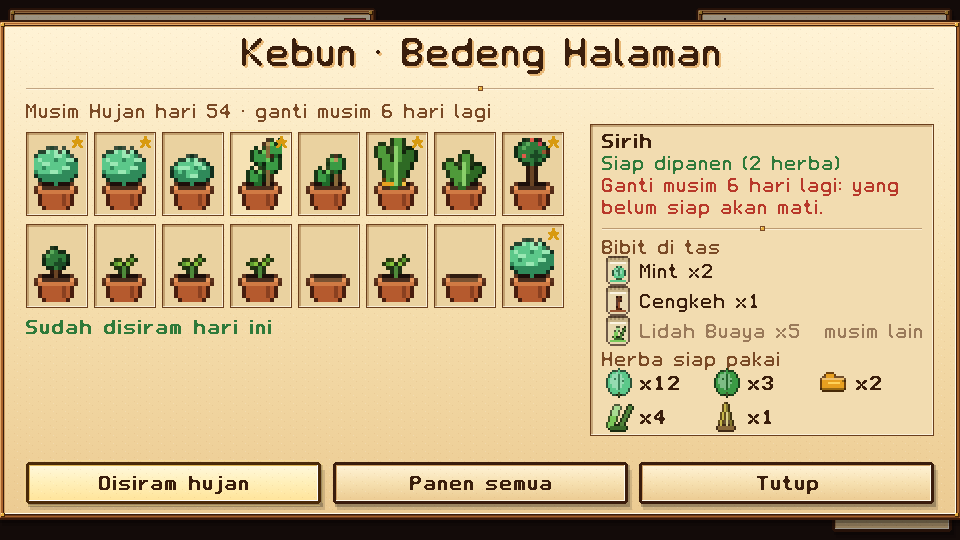 Kebun · Bedeng Halaman
Musim Hujan hari 54 · ganti musim 6 hari lagi
Sudah disiram hari ini
Sirih
Siap dipanen (2 herba)
Ganti musim 6 hari lagi: yang
belum siap akan mati.
Bibit di tas
Mint x2
Cengkeh x1
Lidah Buaya x5 musim lain
Herba siap pakai
x12 x3 x2
x4 x1
Disiram hujan
Panen semua
Tutup